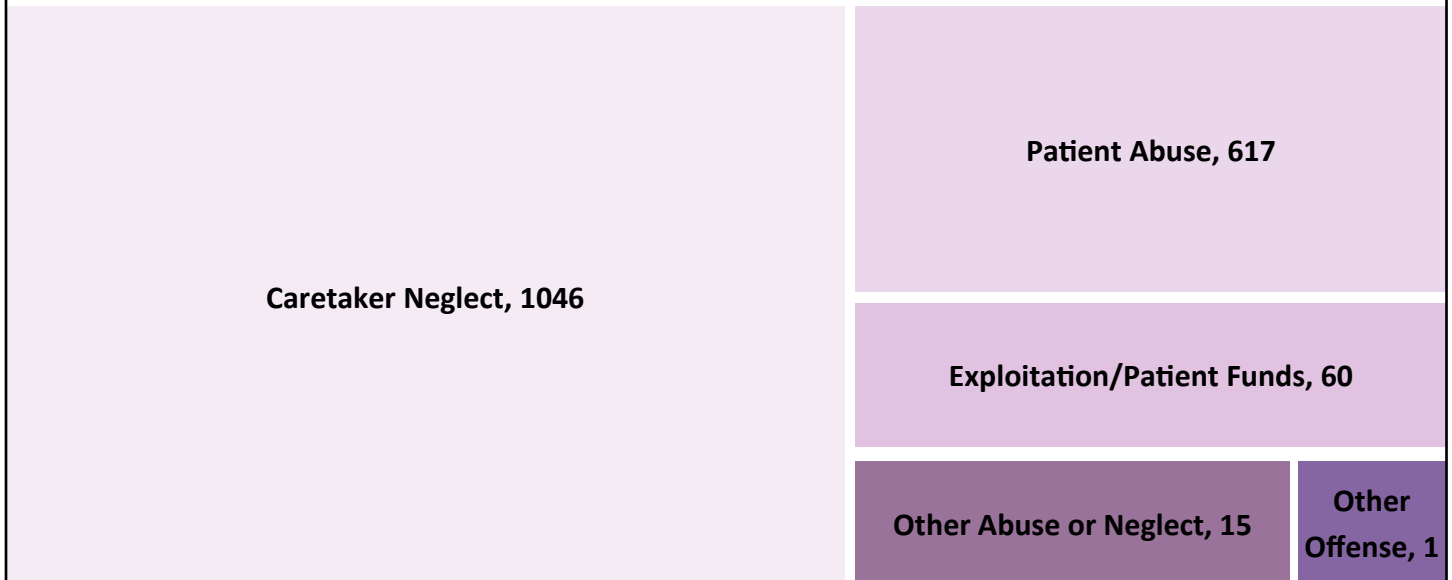 Caretaker Neglect, 1046
Patient Abuse, 617
Exploitation/Patient Funds, 60
Other Abuse or Neglect, 15
Other
Offense, 1